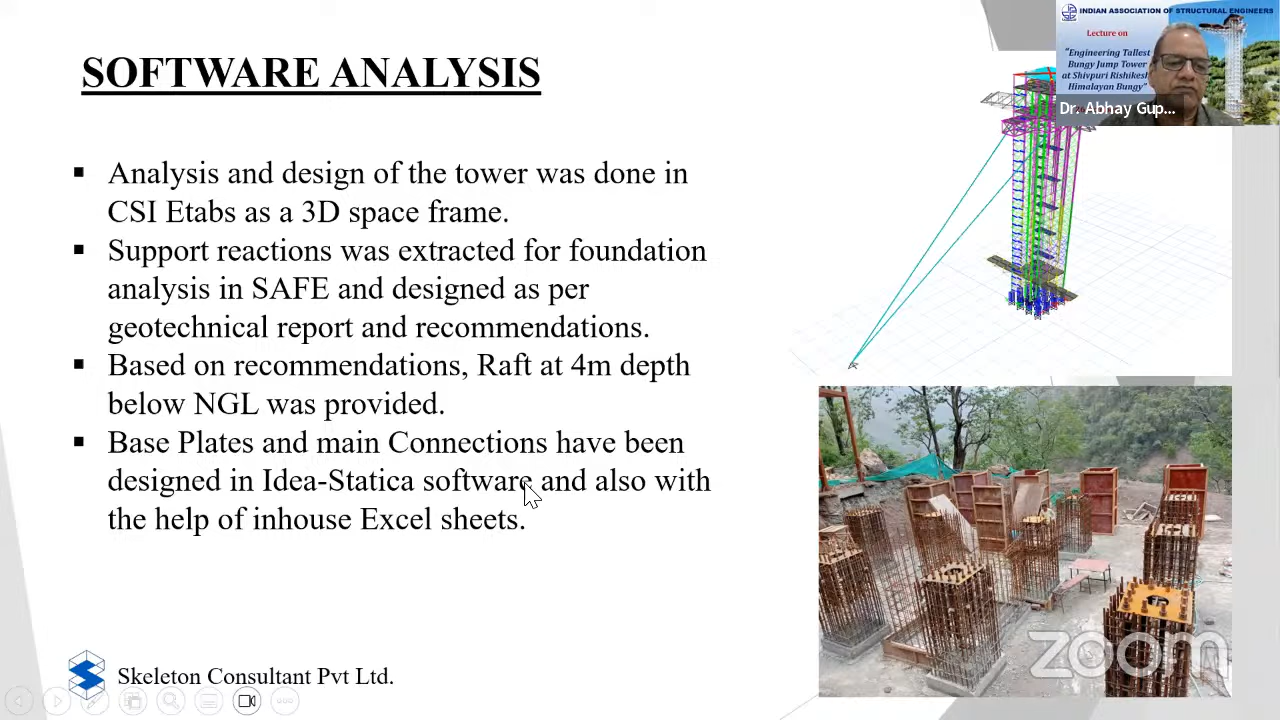 SOFTWARE ANALYSIS
▪ Analysis and design of the tower was done in
CSI Etabs as a 3D space frame.
▪ Support reactions was extracted for foundation
analysis in SAFE and designed as per
geotechnical report and recommendations.
▪ Based on recommendations, Raft at 4m depth
below NGL was provided.
▪ Base Plates and main Connections have been
designed in Idea-Statica software and also with
the help of inhouse Excel sheets.
Skeleton Consultant Pvt Ltd.
INDIAN ASSOCIATION OF STRUCTURAL ENGINEERS
Lecture on
"Engineering Tallest
Bungy Jump Tower
at Shivpuri Rishikesh
Himalayan Bungy"
Dr. Abhay Gup...
zoom